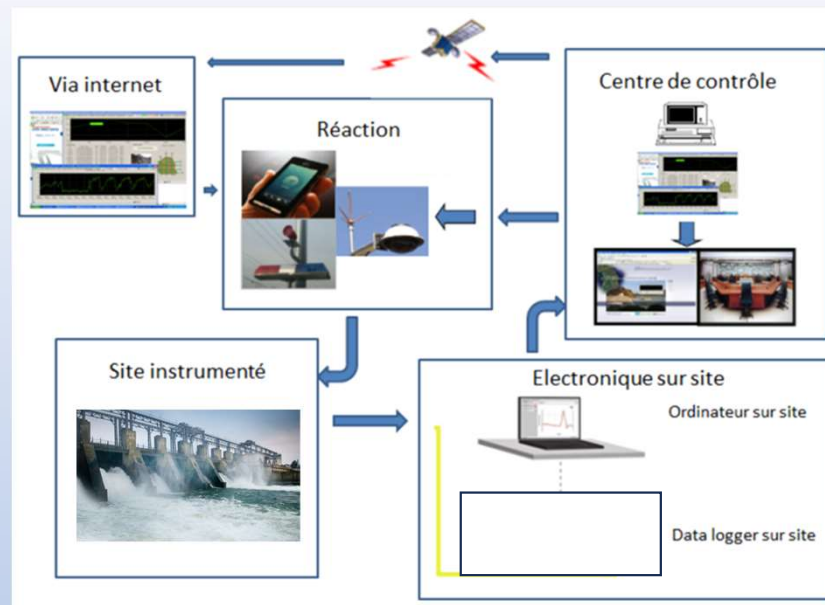 Via internet
Centre de contrôle
Réaction
Site instrumenté
Electronique sur site
Ordinateur sur site
Data logger sur site